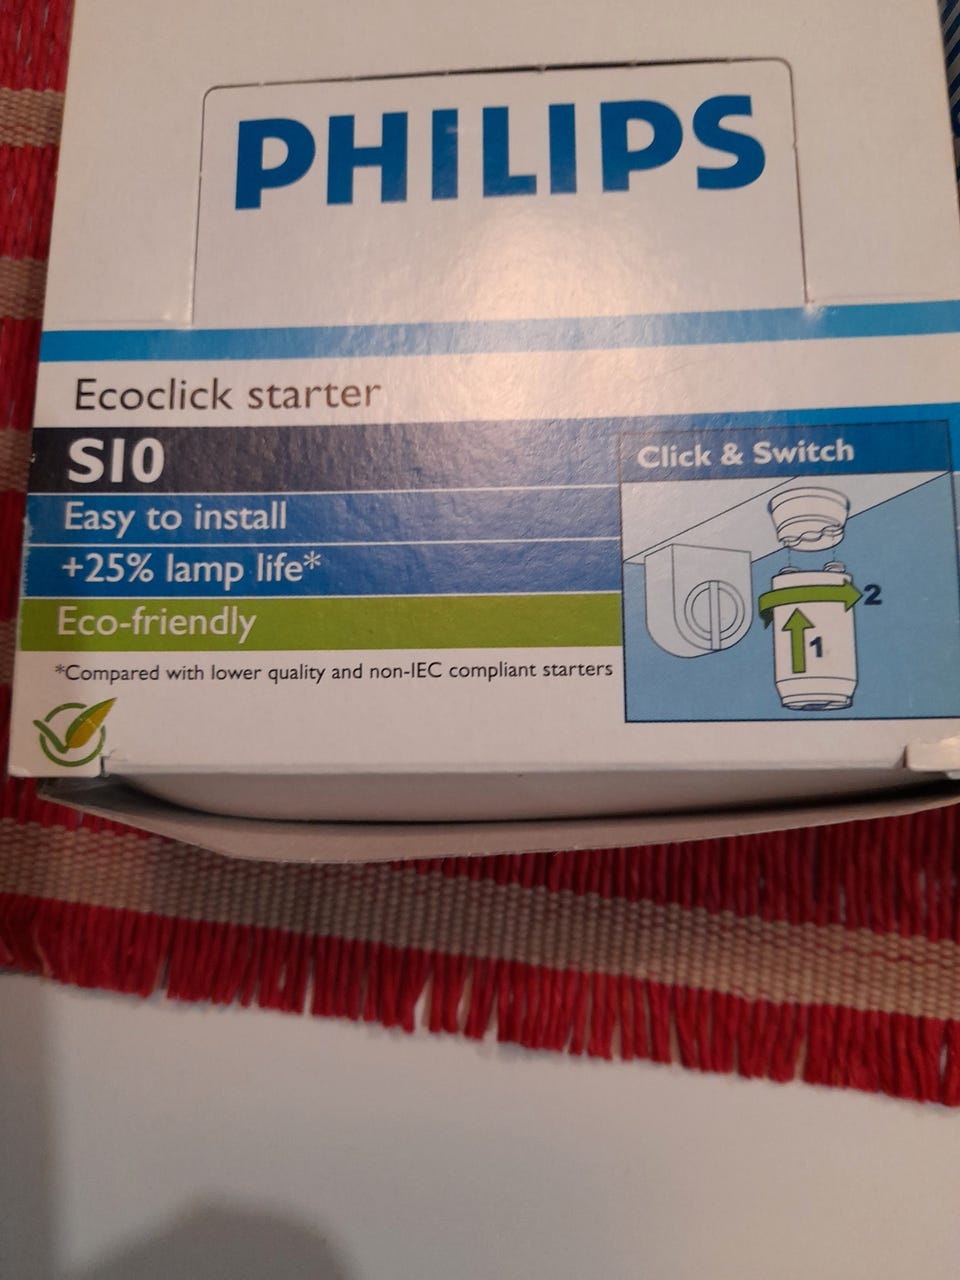 PHILIPS
Ecoclick starter
S10
Easy to install
+25% lamp life*
Eco-friendly
*Compared with lower quality and non-IEC compliant starters
Click & Switch
2
1